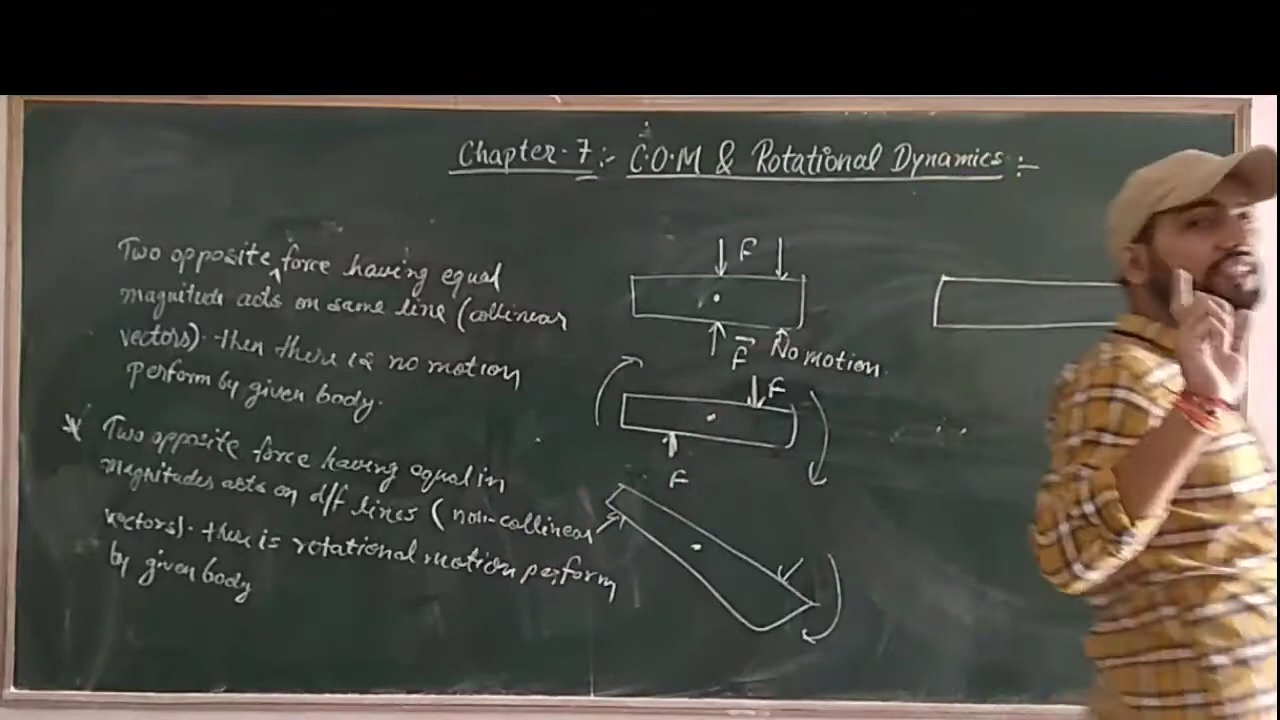 Chapter-7:- C.O.M & Rotational Dynamics :-
Two opposite force having equal
magnitude acts on same line (collinear
vectors). then there is no motion
perform by given body.
* Two opposite force having equal in
magnitudes acts on diff lines (non-collinear
vectors). then there is rotational motion perform
by given body
F
F No motion
F
F